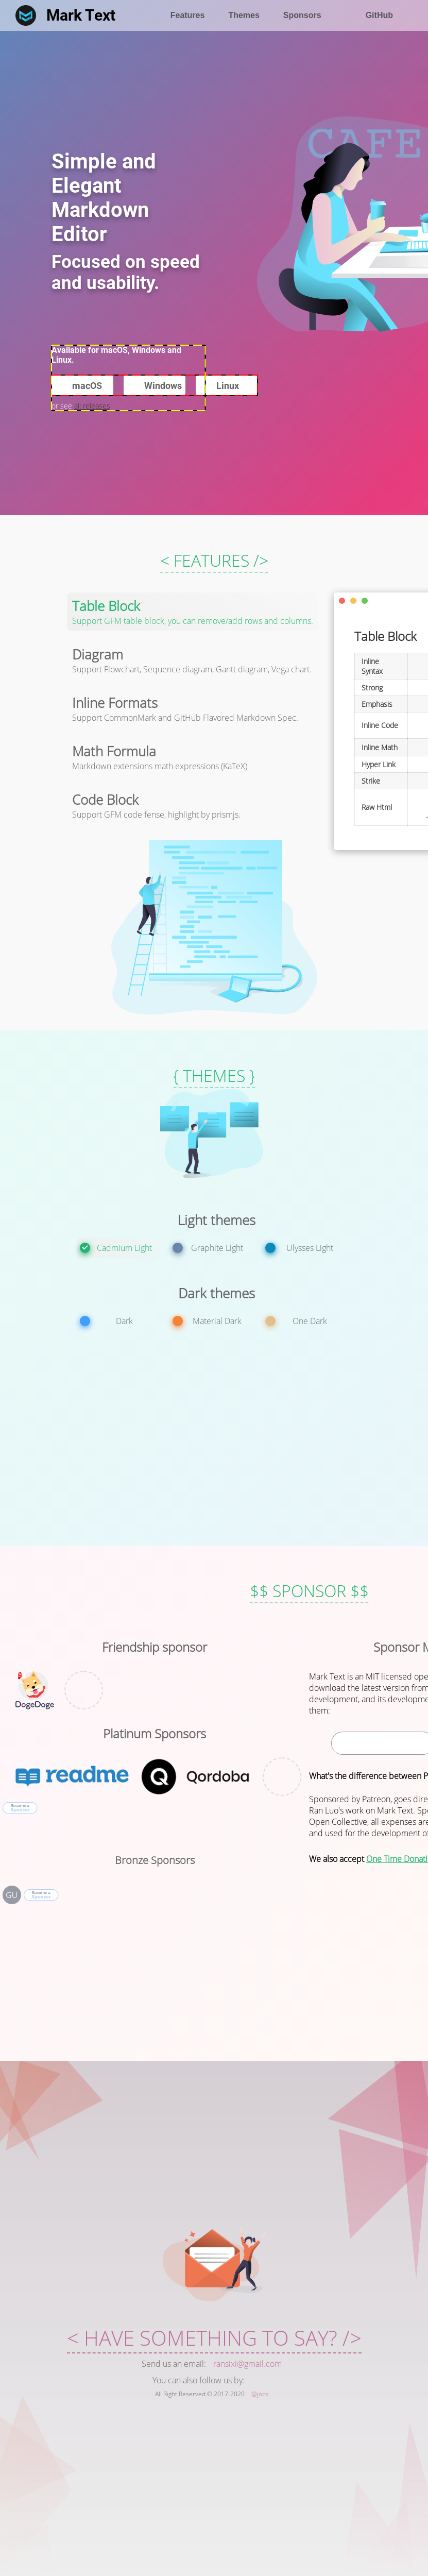 Mark Text
Features
Themes
Sponsors
GitHub
CAFE
Simple and
Elegant
Markdown
Editor
Focused on speed
and usability.
Available for macOS, Windows and
Linux.
macOS
Windows
Linux
or see all releases
< FEATURES />
Table Block
Support GFM table block, you can remove/add rows and columns.
Diagram
Support Flowchart, Sequence diagram, Gantt diagram, Vega chart.
Inline Formats
Support CommonMark and GitHub Flavored Markdown Spec.
Math Formula
Markdown extensions math expressions (KaTeX)
Code Block
Support GFM code fense, highlight by prismjs.
Table Block
Inline
Syntax
Strong
Emphasis
Inline Code
Inline Math
Hyper Link
Strike
Raw Html
{ THEMES }
Light themes
Cadmium Light
Graphite Light
Ulysses Light
Dark themes
Dark
Material Dark
One Dark
$$ SPONSOR $$
Friendship sponsor
DogeDoge
Platinum Sponsors
readme
Qordoba
Become a
Sponsor
Bronze Sponsors
GU
Become a
Sponsor
Sponsor M
Mark Text is an MIT licensed ope
download the latest version from
development, and its developme
them:
What's the difference between P
Sponsored by Patreon, goes dire
Ran Luo's work on Mark Text. Spo
Open Collective, all expenses are
and used for the development of
We also accept One Time Donati
< HAVE SOMETHING TO SAY? />
Send us an email: ransixi@gmail.com
You can also follow us by:
All Right Reserved © 2017-2020 @Jocs